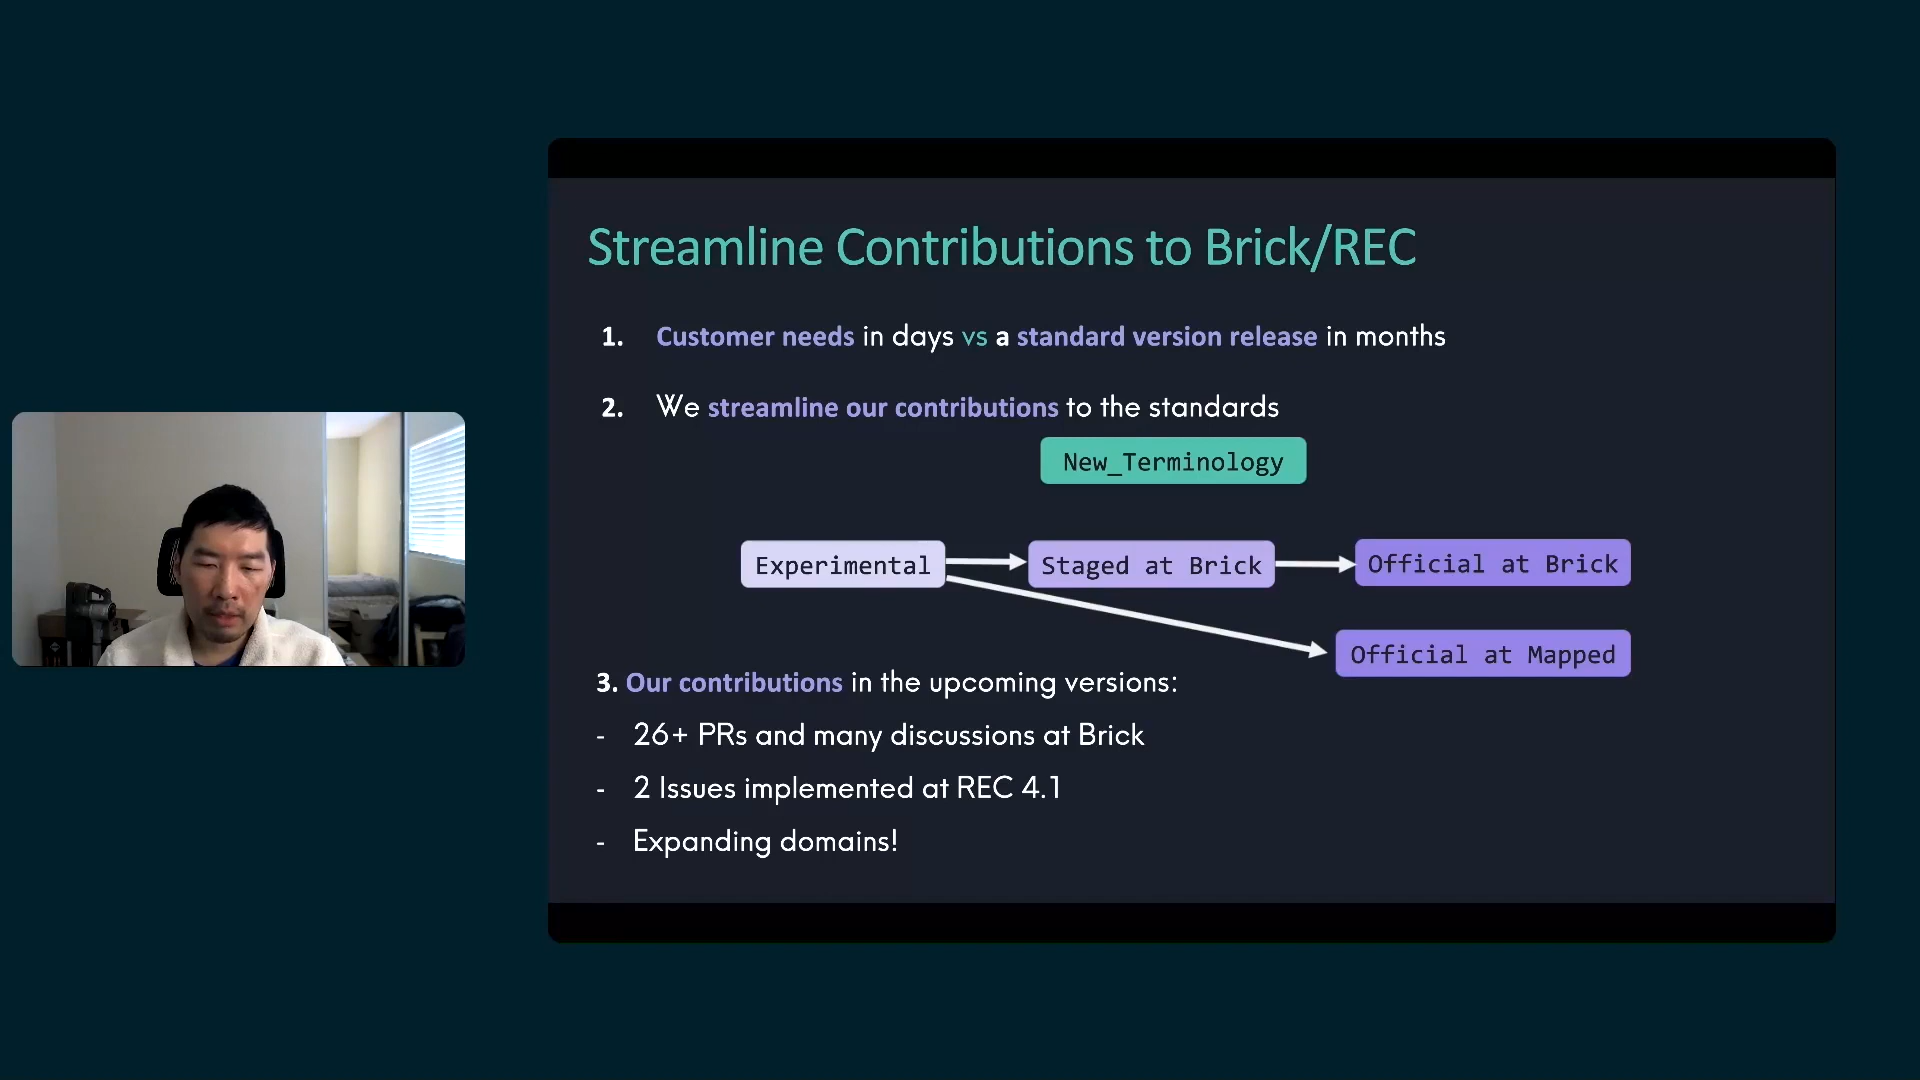 Streamline Contributions to Brick/REC
1. Customer needs in days vs a standard version release in months
2. We streamline our contributions to the standards
New_Terminology
Experimental
Staged at Brick
Official at Brick
Official at Mapped
3. Our contributions in the upcoming versions:
- 26+ PRs and many discussions at Brick
- 2 Issues implemented at REC 4.1
- Expanding domains!